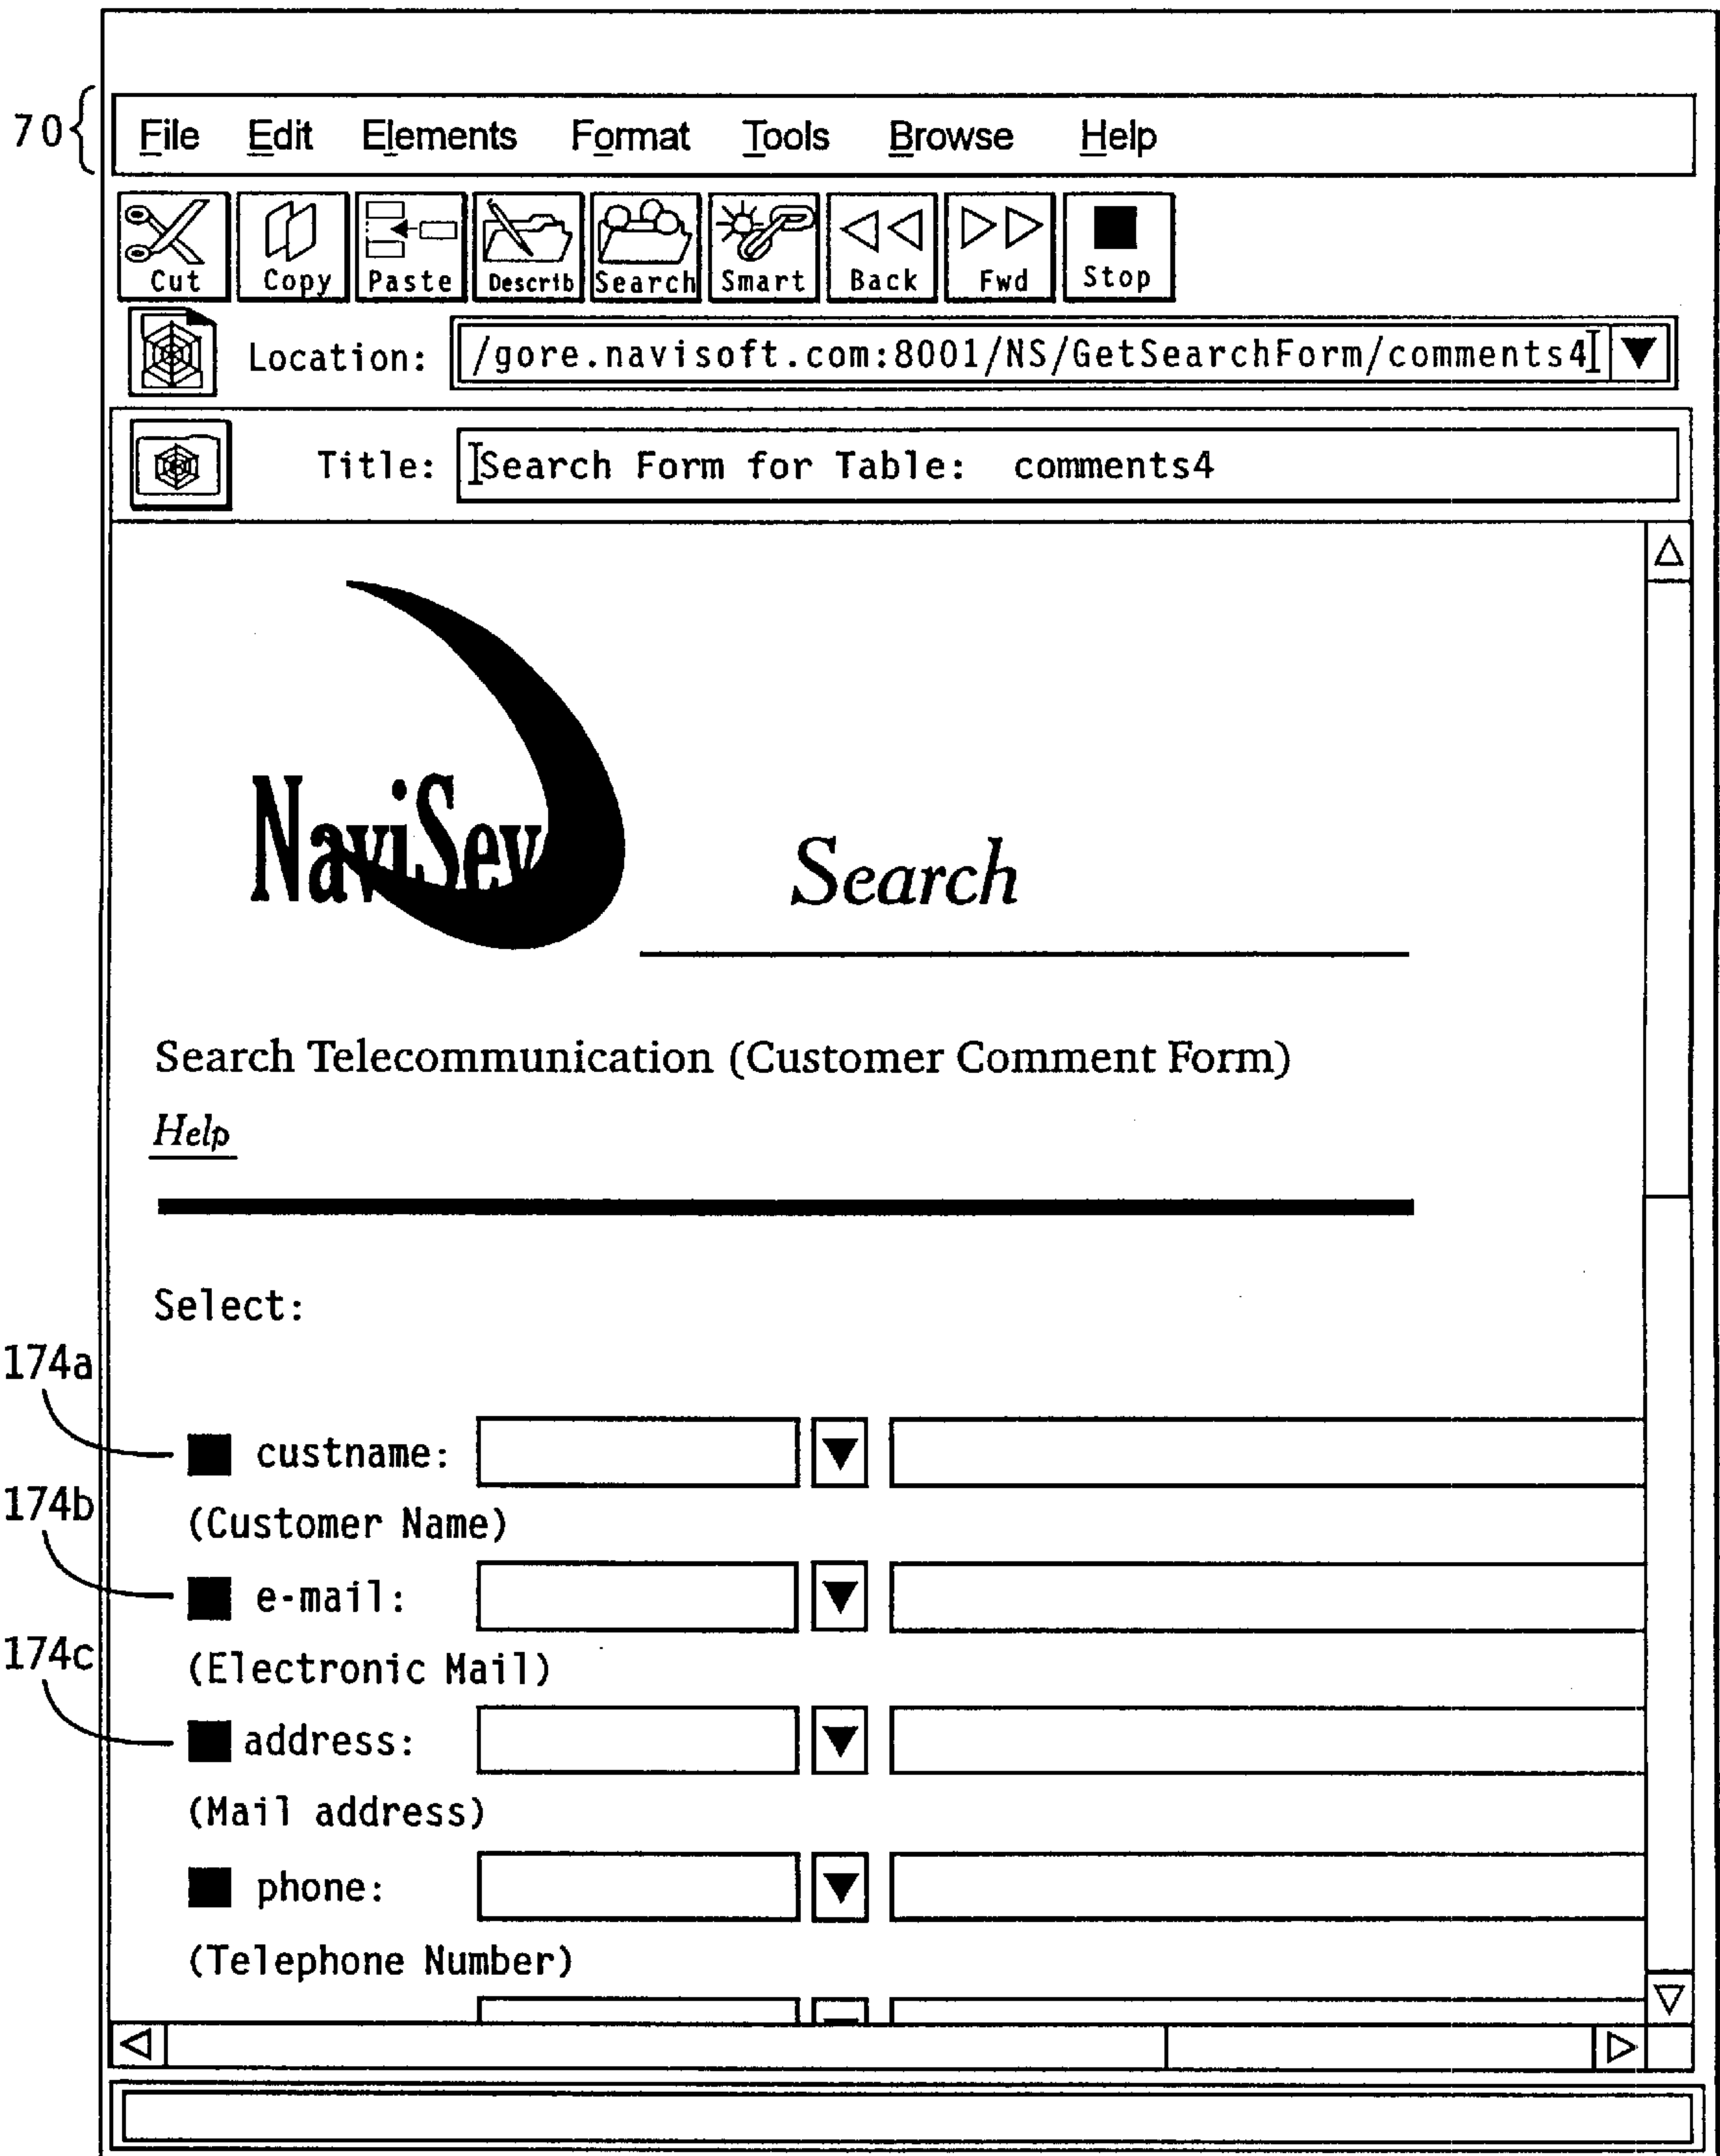 70
File Edit Elements Format Tools Browse Help
Cut Copy Paste Describ Search Smart Back Fwd Stop
Location: /gore.navisoft.com:8001/NS/GetSearchForm/comments4
Title: Search Form for Table: comments4
NaviSev
Search
Search Telecommunication (Customer Comment Form)
Help
Select:
174a
custname:
174b
(Customer Name)
e-mail:
174c
(Electronic Mail)
address:
(Mail address)
phone:
(Telephone Number)